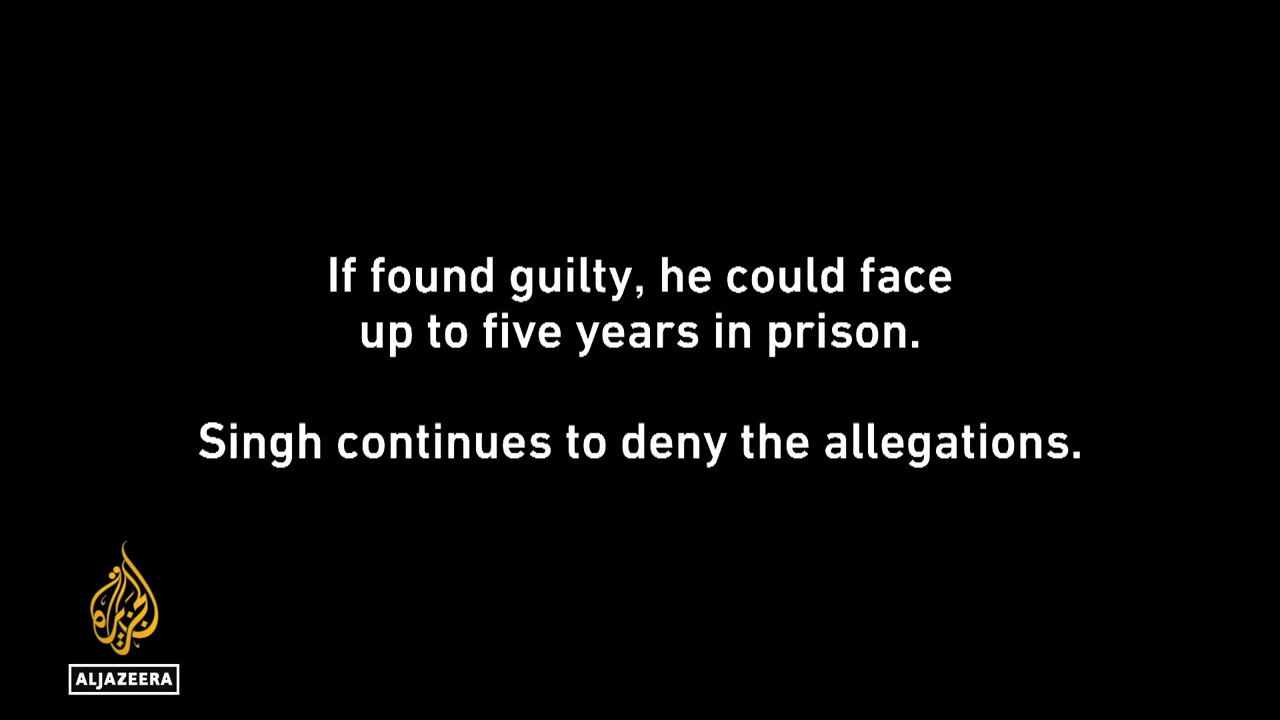 If found guilty, he could face
up to five years in prison.
Singh continues to deny the allegations.
ALJAZEERA